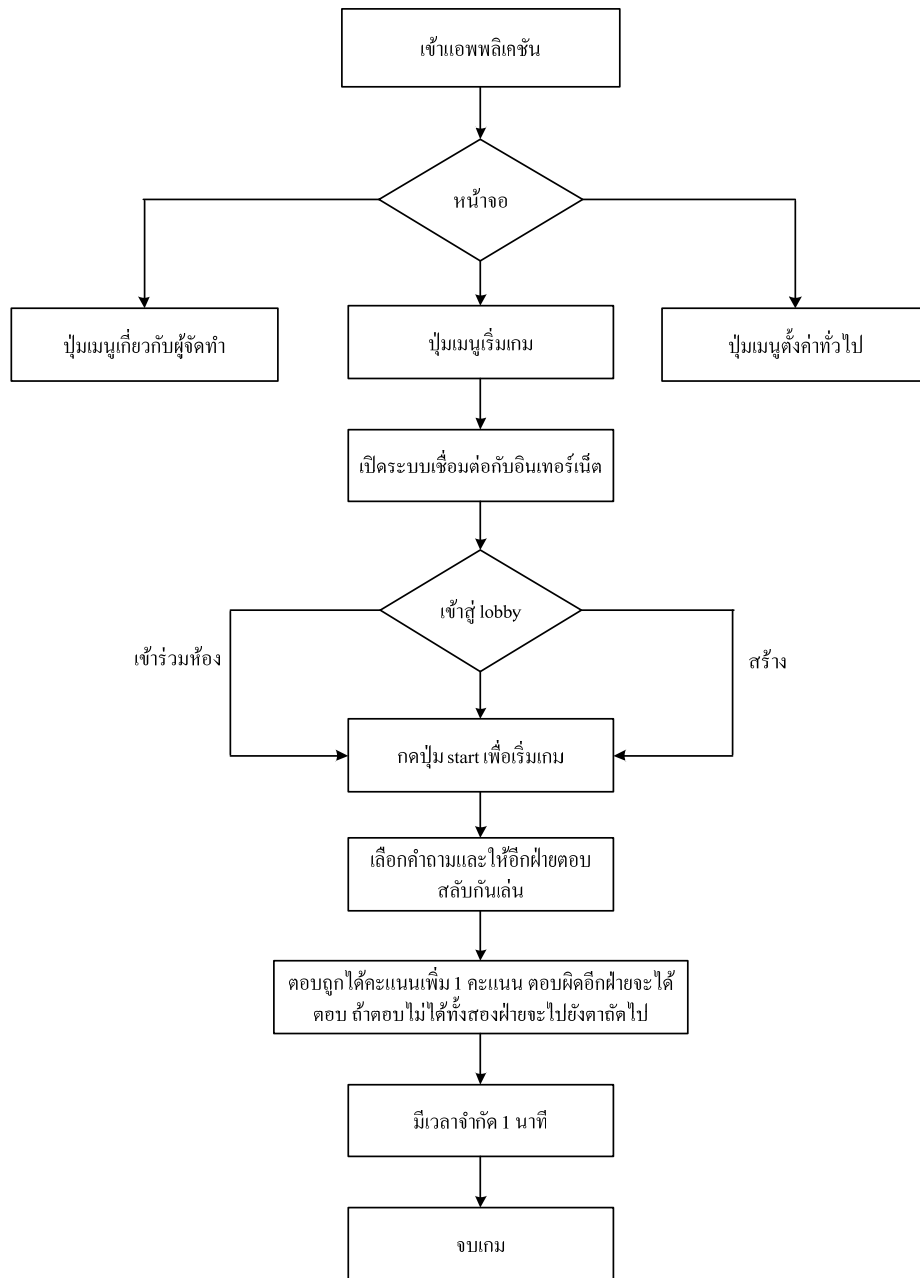 เข้าแอพพลิเคชัน
หน้าจอ
ปุ่มเมนูเกี่ยวกับผู้จัดทำ
ปุ่มเมนูเริ่มเกม
ปุ่มเมนูตั้งค่าทั่วไป
เปิดระบบเชื่อมต่อกับอินเทอร์เน็ต
เข้าสู่ lobby
เข้าร่วมห้อง
สร้าง
กดปุ่ม start เพื่อเริ่มเกม
เลือกคำถามและให้อีกฝ่ายตอบ
สลับกันเล่น
ตอบถูกได้คะแนนเพิ่ม 1 คะแนน ตอบผิดอีกฝ่ายจะได้
ตอบ ถ้าตอบไม่ได้ทั้งสองฝ่ายจะไปยังตาถัดไป
มีเวลาจำกัด 1 นาที
จบเกม